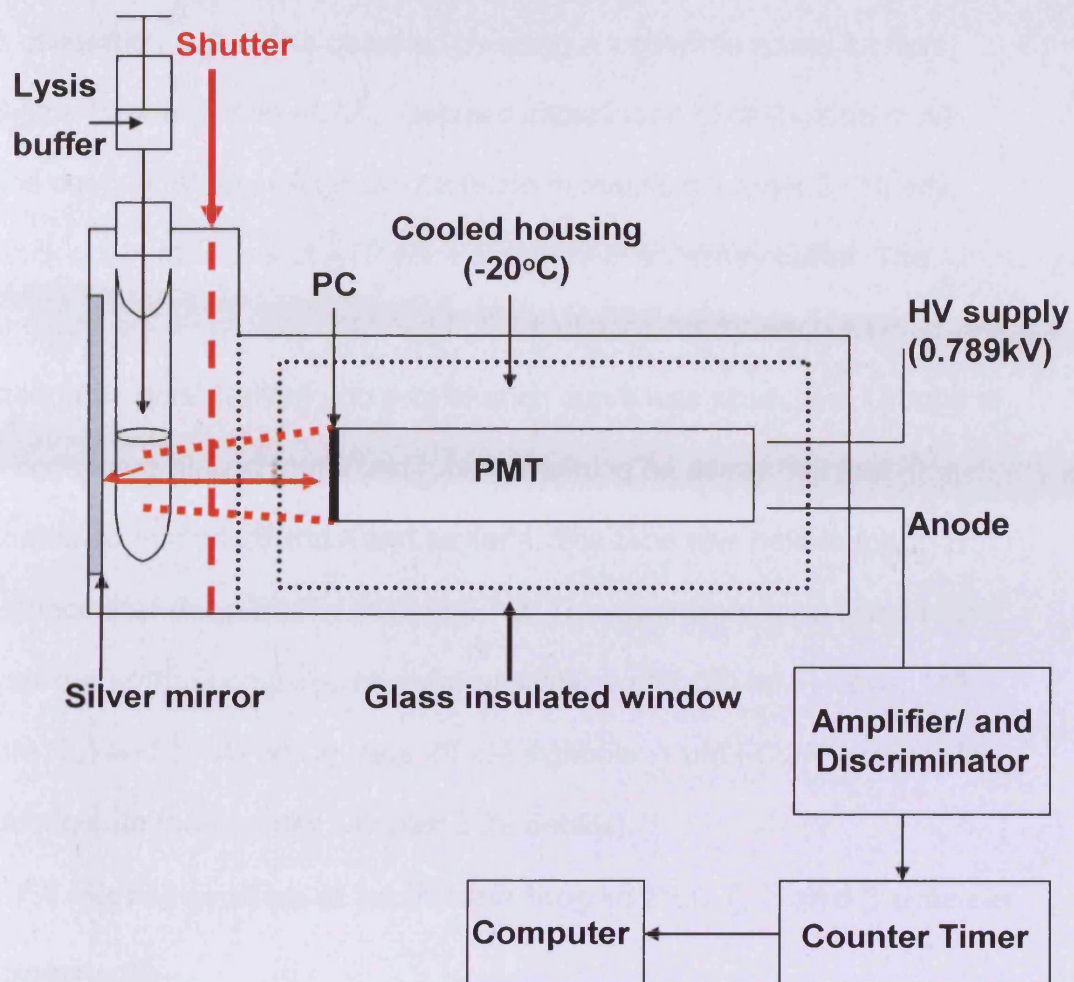 Shutter
Lysis
buffer
Cooled housing
(-20°C)
PC
HV supply
(0.789kV)
PMT
Anode
Silver mirror
Glass insulated window
Amplifier/ and
Discriminator
Computer
Counter Timer